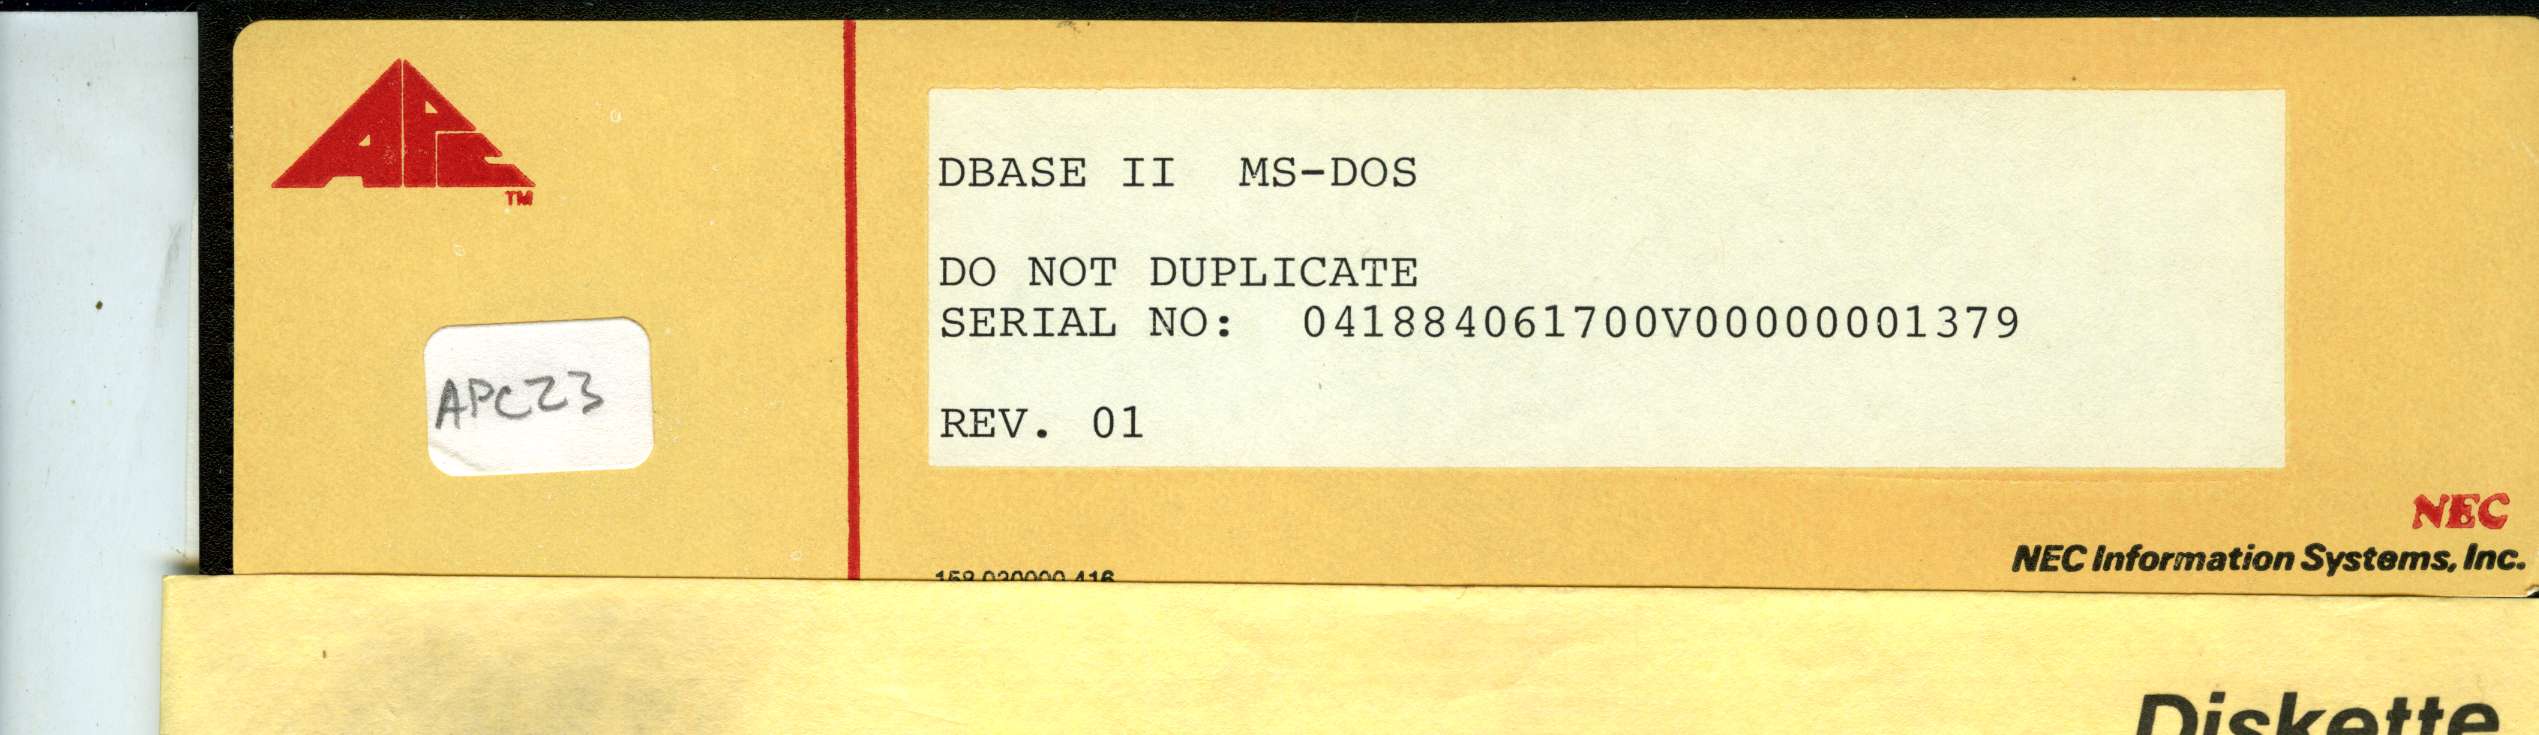 APC
TM
DBASE II MS-DOS
DO NOT DUPLICATE
SERIAL NO: 041884061700V00000001379
APCZ3
REV. 01
NEC
NEC Information Systems, Inc.
Diskette